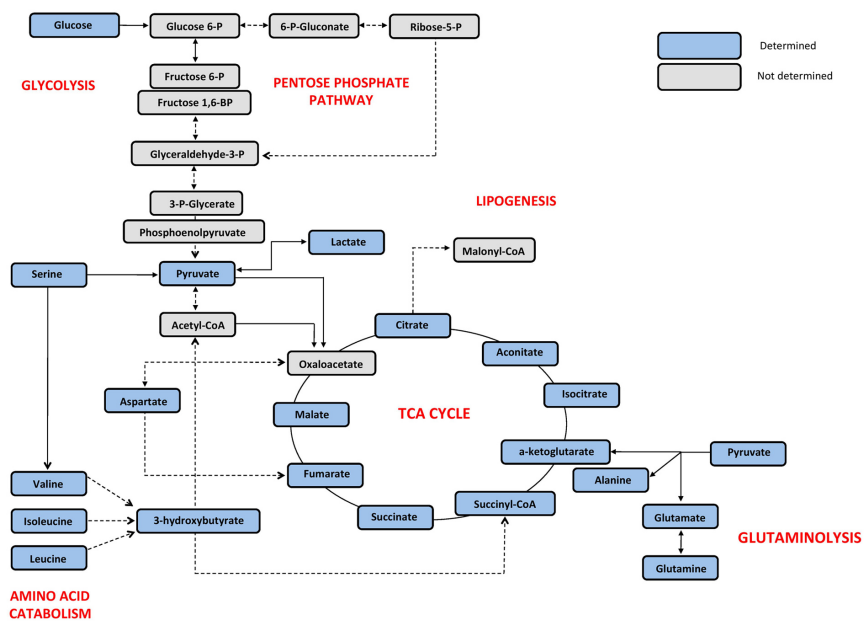 Glucose
Glucose 6-P
6-P-Gluconate
Ribose-5-P
Determined
Not determined
GLYCOLYSIS
Fructose 6-P
Fructose 1,6-BP
PENTOSE PHOSPHATE
PATHWAY
Glyceraldehyde-3-P
3-P-Glycerate
Phosphoenolpyruvate
LIPOGENESIS
Lactate
Malonyl-CoA
Serine
Pyruvate
Acetyl-CoA
Citrate
Oxaloacetate
Aconitate
Aspartate
Isocitrate
Malate
TCA CYCLE
a-ketoglutarate
Pyruvate
Fumarate
Alanine
Valine
Succinyl-CoA
Isoleucine
3-hydroxybutyrate
Succinate
Glutamate
GLUTAMINOLYSIS
Leucine
Glutamine
AMINO ACID
CATABOLISM